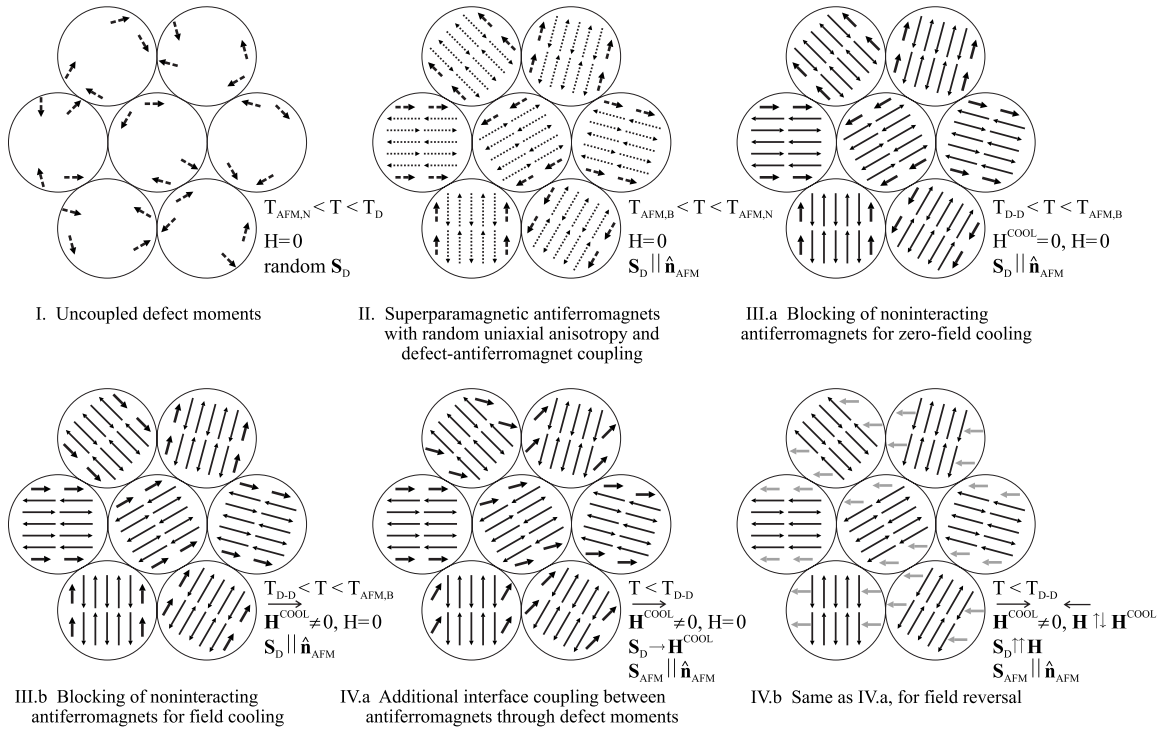 T_AFM,N < T < T_D
H=0
random S_D
I. Uncoupled defect moments
T_AFM,B < T < T_AFM,N
H=0
S_D || n̂_AFM
II. Superparamagnetic antiferromagnets
with random uniaxial anisotropy and
defect-antiferromagnet coupling
T_D-D < T < T_AFM,B
H^COOL=0, H=0
S_D || n̂_AFM
III.a Blocking of noninteracting
antiferromagnets for zero-field cooling
T_D-D < T < T_AFM,B
H^COOL≠0, H=0
S_D || n̂_AFM
III.b Blocking of noninteracting
antiferromagnets for field cooling
T < T_D-D
H^COOL≠0, H=0
S_D→H^COOL
S_AFM || n̂_AFM
IV.a Additional interface coupling between
antiferromagnets through defect moments
T < T_D-D
H^COOL≠0, H ↑↓ H^COOL
S_D ↑↑ H
S_AFM || n̂_AFM
IV.b Same as IV.a, for field reversal